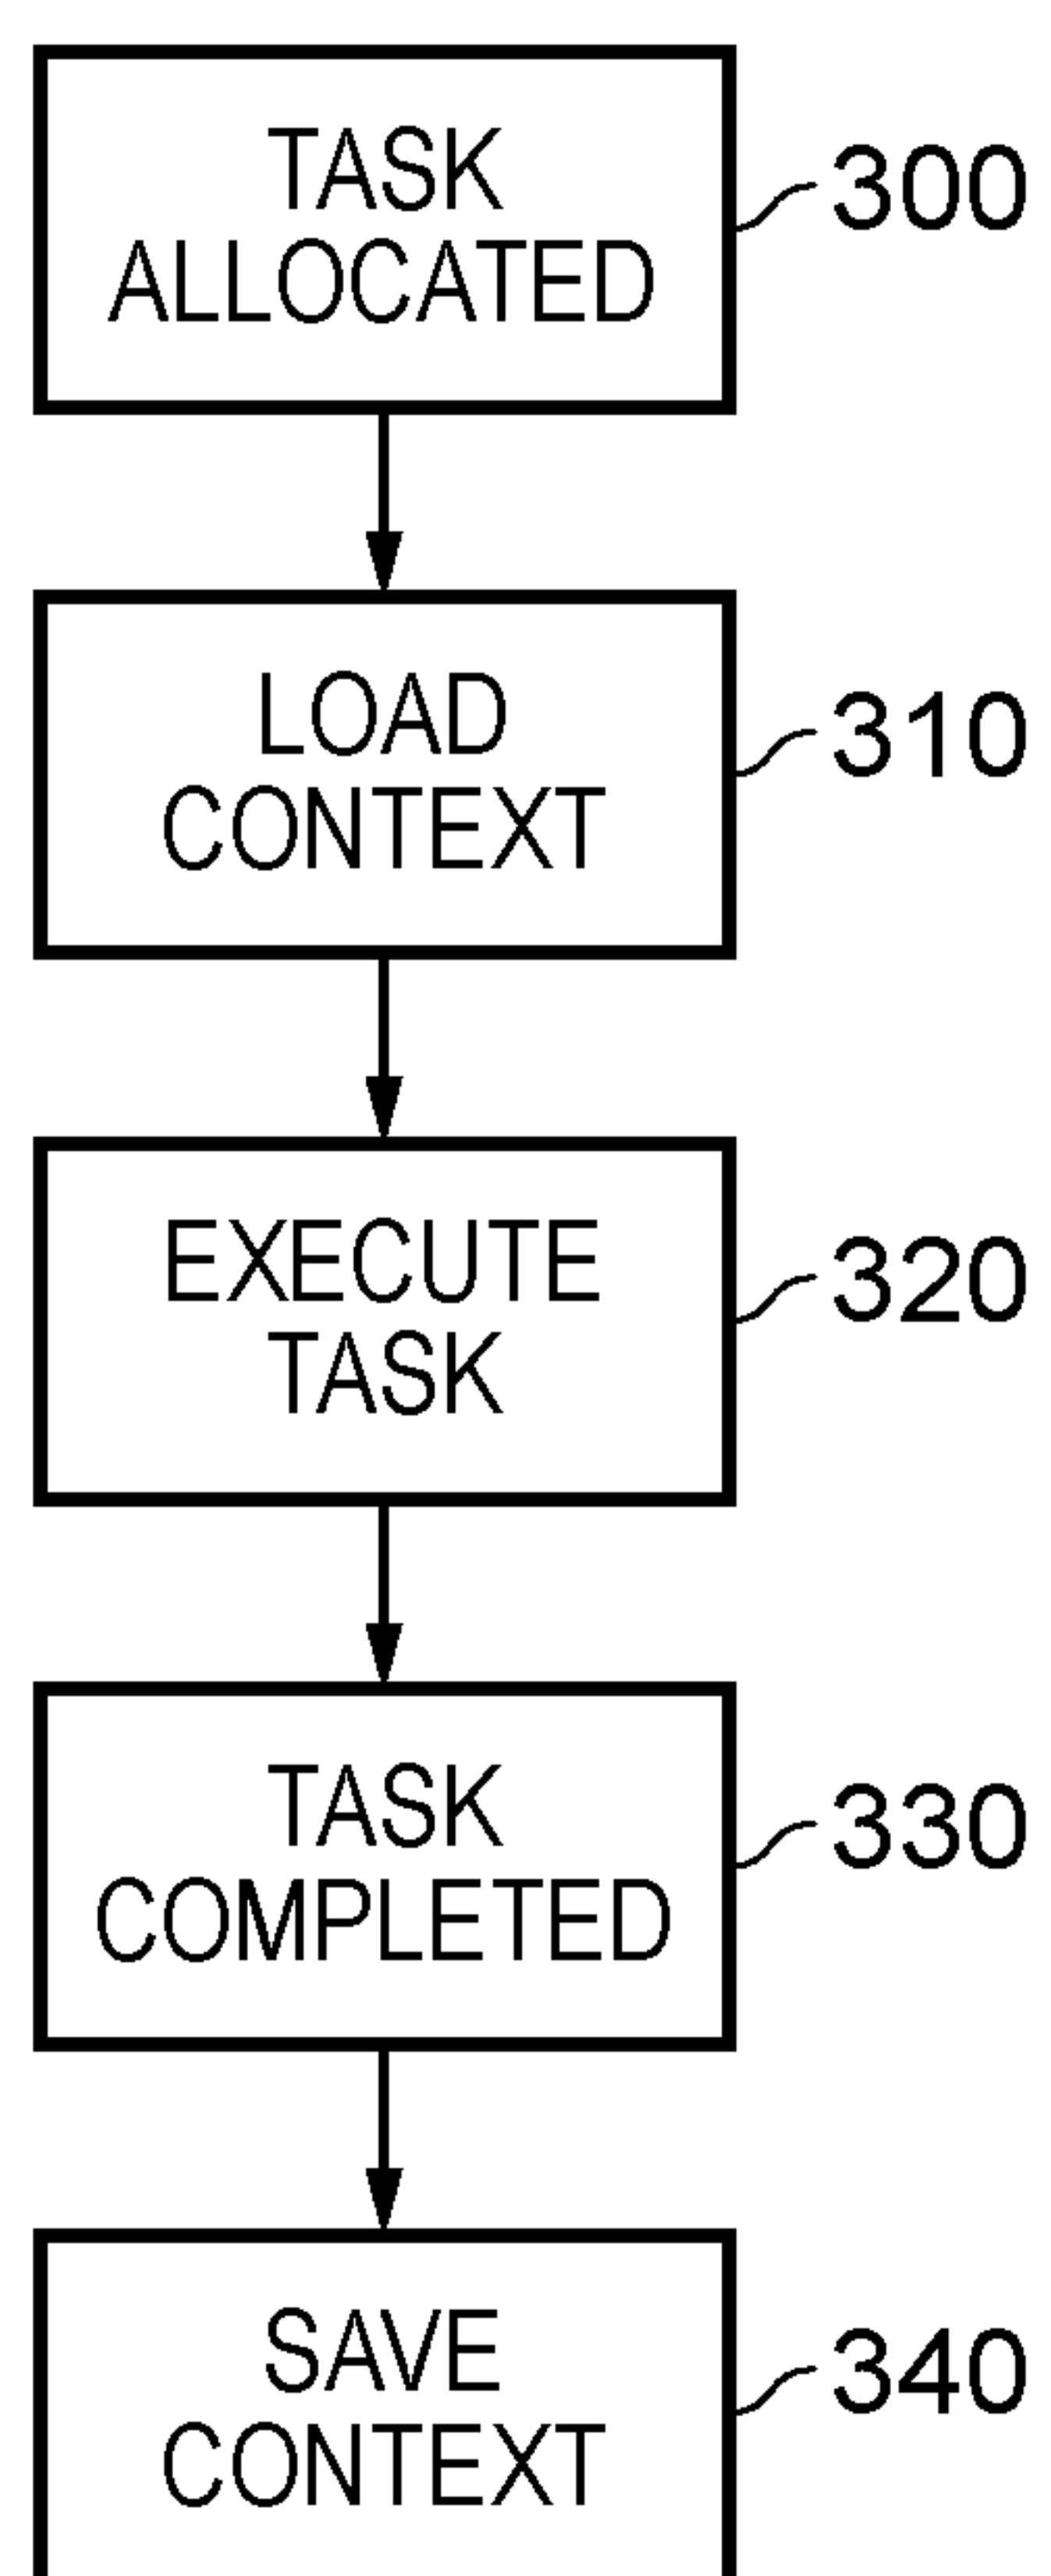 TASK
ALLOCATED
300
LOAD
CONTEXT
310
EXECUTE
TASK
320
TASK
COMPLETED
330
SAVE
CONTEXT
340